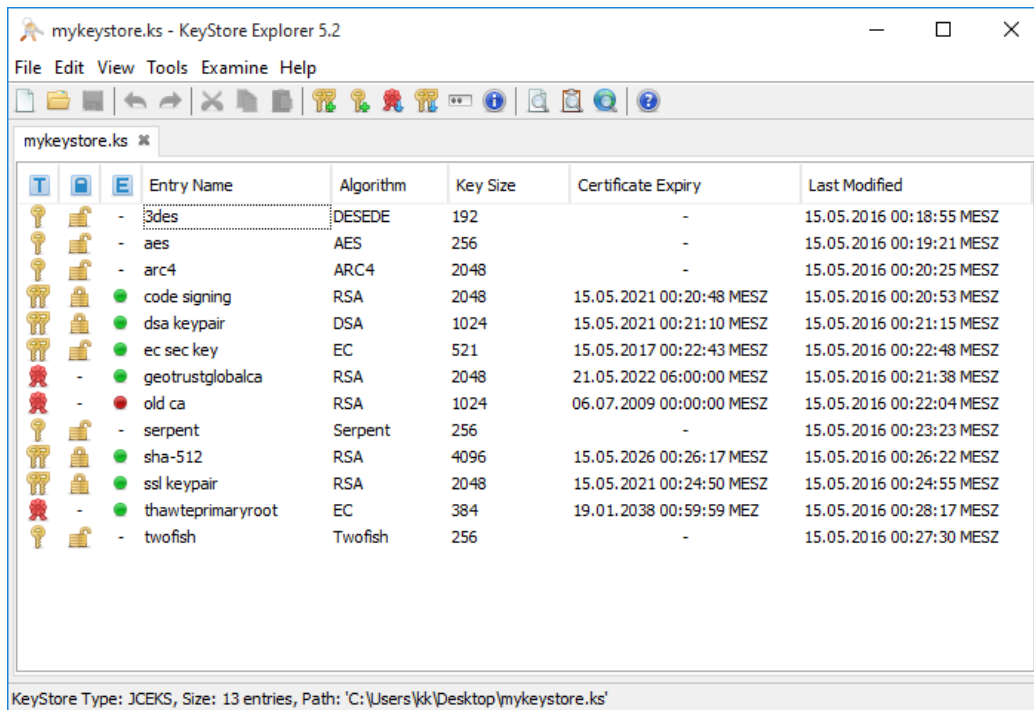 mykeystore.ks - KeyStore Explorer 5.2
File Edit View Tools Examine Help
mykeystore.ks
T E Entry Name Algorithm Key Size Certificate Expiry Last Modified
- 3des DESEDE 192 - 15.05.2016 00:18:55 MESZ
- aes AES 256 - 15.05.2016 00:19:21 MESZ
- arc4 ARC4 2048 - 15.05.2016 00:20:25 MESZ
code signing RSA 2048 15.05.2021 00:20:48 MESZ 15.05.2016 00:20:53 MESZ
dsa keypair DSA 1024 15.05.2021 00:21:10 MESZ 15.05.2016 00:21:15 MESZ
ec sec key EC 521 15.05.2017 00:22:43 MESZ 15.05.2016 00:22:48 MESZ
- geotrustglobalca RSA 2048 21.05.2022 06:00:00 MESZ 15.05.2016 00:21:38 MESZ
- old ca RSA 1024 06.07.2009 00:00:00 MESZ 15.05.2016 00:22:04 MESZ
- serpent Serpent 256 - 15.05.2016 00:23:23 MESZ
sha-512 RSA 4096 15.05.2026 00:26:17 MESZ 15.05.2016 00:26:22 MESZ
ssl keypair RSA 2048 15.05.2021 00:24:50 MESZ 15.05.2016 00:24:55 MESZ
- thawteprimaryroot EC 384 19.01.2038 00:59:59 MEZ 15.05.2016 00:28:17 MESZ
- twofish Twofish 256 - 15.05.2016 00:27:30 MESZ
KeyStore Type: JCEKS, Size: 13 entries, Path: 'C:\Users\kk\Desktop\mykeystore.ks'